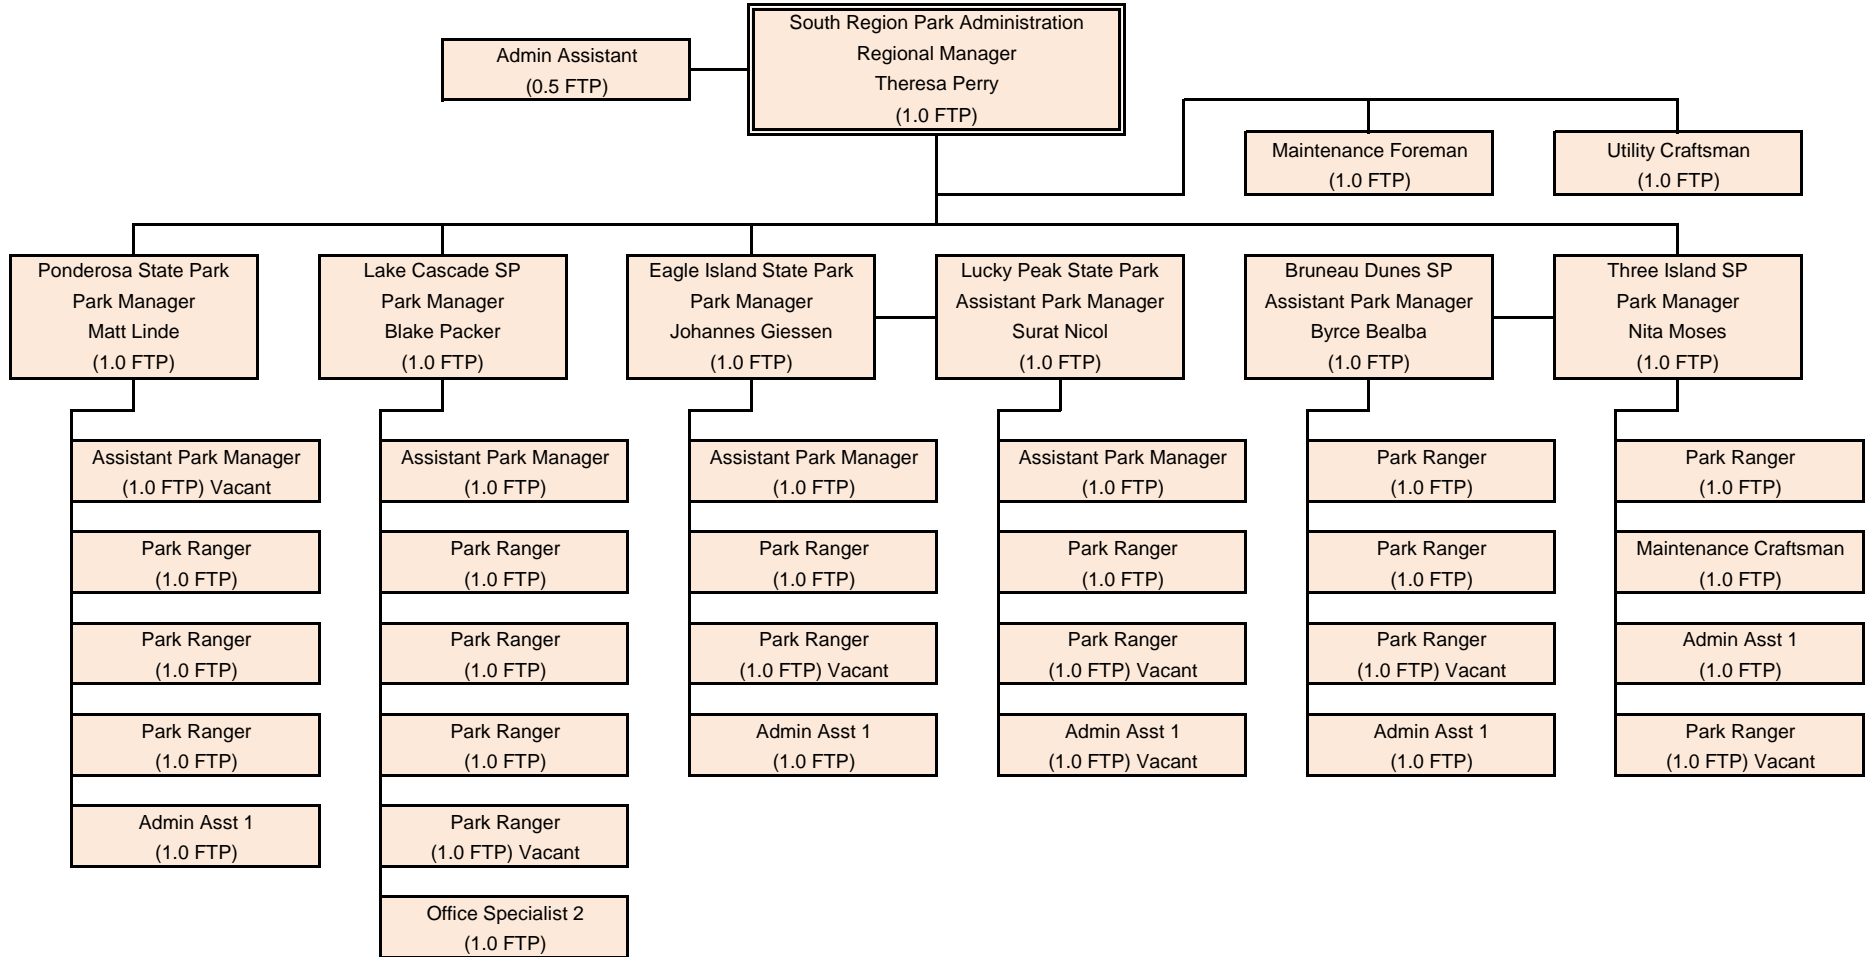 South Region Park Administration
Regional Manager
Theresa Perry
(1.0 FTP)
Admin Assistant
(0.5 FTP)
Maintenance Foreman
(1.0 FTP)
Utility Craftsman
(1.0 FTP)
Ponderosa State Park
Park Manager
Matt Linde
(1.0 FTP)
Lake Cascade SP
Park Manager
Blake Packer
(1.0 FTP)
Eagle Island State Park
Park Manager
Johannes Giessen
(1.0 FTP)
Lucky Peak State Park
Assistant Park Manager
Surat Nicol
(1.0 FTP)
Bruneau Dunes SP
Assistant Park Manager
Byrce Bealba
(1.0 FTP)
Three Island SP
Park Manager
Nita Moses
(1.0 FTP)
Assistant Park Manager
(1.0 FTP) Vacant
Park Ranger
(1.0 FTP)
Park Ranger
(1.0 FTP)
Park Ranger
(1.0 FTP)
Admin Asst 1
(1.0 FTP)
Assistant Park Manager
(1.0 FTP)
Park Ranger
(1.0 FTP)
Park Ranger
(1.0 FTP)
Park Ranger
(1.0 FTP)
Park Ranger
(1.0 FTP) Vacant
Office Specialist 2
(1.0 FTP)
Assistant Park Manager
(1.0 FTP)
Park Ranger
(1.0 FTP)
Park Ranger
(1.0 FTP) Vacant
Admin Asst 1
(1.0 FTP)
Assistant Park Manager
(1.0 FTP)
Park Ranger
(1.0 FTP)
Park Ranger
(1.0 FTP) Vacant
Admin Asst 1
(1.0 FTP) Vacant
Park Ranger
(1.0 FTP)
Park Ranger
(1.0 FTP)
Park Ranger
(1.0 FTP) Vacant
Admin Asst 1
(1.0 FTP)
Park Ranger
(1.0 FTP)
Maintenance Craftsman
(1.0 FTP)
Admin Asst 1
(1.0 FTP)
Park Ranger
(1.0 FTP) Vacant